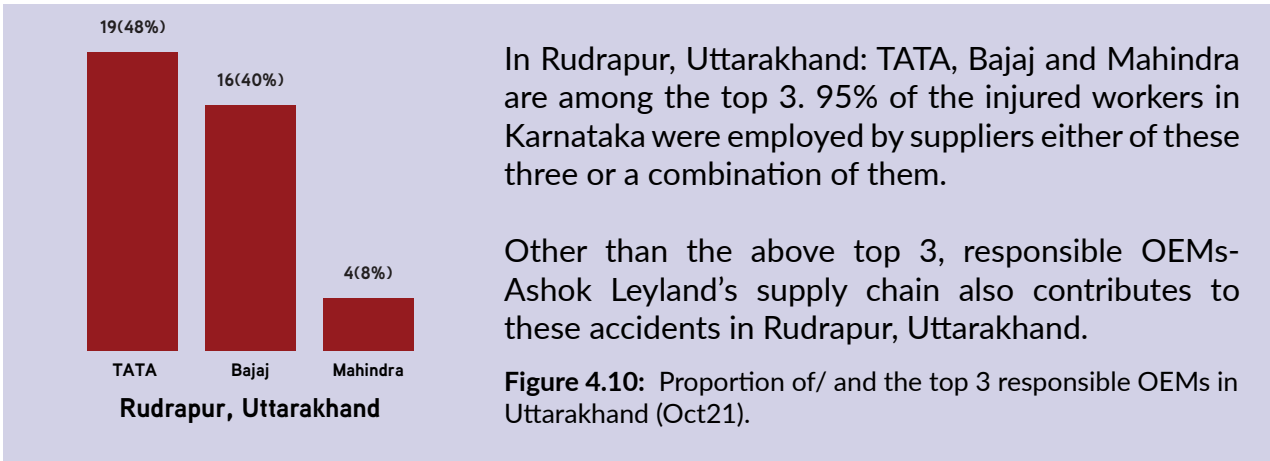 19(48%)
16(40%)
4(8%)
TATA
Bajaj
Mahindra
Rudrapur, Uttarakhand
In Rudrapur, Uttarakhand: TATA, Bajaj and Mahindra
are among the top 3. 95% of the injured workers in
Karnataka were employed by suppliers either of these
three or a combination of them.
Other than the above top 3, responsible OEMs-
Ashok Leyland’s supply chain also contributes to
these accidents in Rudrapur, Uttarakhand.
Figure 4.10: Proportion of/ and the top 3 responsible OEMs in
Uttarakhand (Oct21).